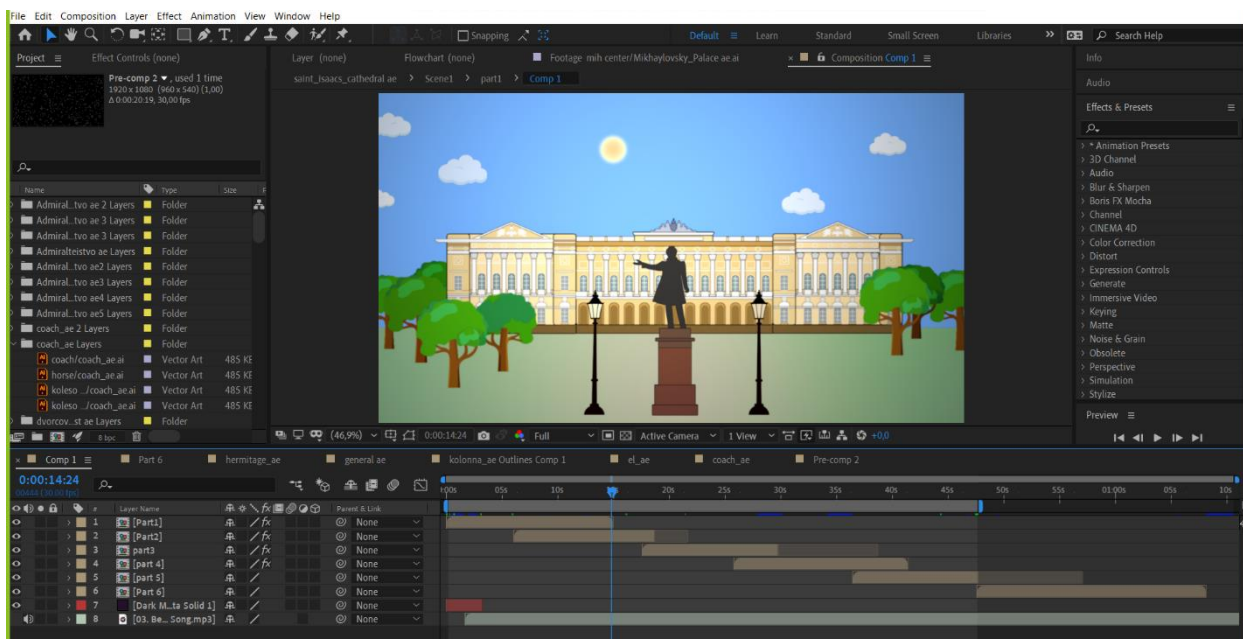 File Edit Composition Layer Effect Animation View Window Help
Snapping Default Learn Standard Small Screen Libraries Search Help
Project Effect Controls (none) Layer (none) Flowchart (none) Footage mih center/Mikhaylovsky_Palace ae.ai Composition Comp 1 Info
Pre-comp 2 , used 1 time saint_isaacs_cathedral ae Scene1 part1 Comp 1 Audio
1920 x 1080 (960 x 540) (1,00)
Δ 0:00:20:19, 30,00 fps
Effects & Presets
* Animation Presets
3D Channel
Audio
Blur & Sharpen
Boris FX Mocha
Channel
CINEMA 4D
Color Correction
Distort
Expression Controls
Generate
Immersive Video
Keying
Matte
Noise & Grain
Obsolete
Perspective
Simulation
Stylize
Preview
Name Type Size
Admiral...tvo ae 2 Layers Folder
Admiral...tvo ae 3 Layers Folder
Admiral...tvo ae 3 Layers Folder
Admiralteistvo ae Layers Folder
Admiral...tvo ae2 Layers Folder
Admiral...tvo ae3 Layers Folder
Admiral...tvo ae4 Layers Folder
Admiral...tvo ae5 Layers Folder
coach_ae 2 Layers Folder
coach_ae Layers Folder
coach/coach_ae.ai Vector Art 485 KE
horse/coach_ae.ai Vector Art 485 KE
koleso .../coach_ae.ai Vector Art 485 KE
koleso .../coach_ae.ai Vector Art 485 KE
dvorcov...st ae Layers Folder
8 bpc (46,9%) 0:00:14:24 Full Active Camera 1 View +0,0
Comp 1 Part 6 hermitage_ae general ae kolonna_ae Outlines Comp 1 el_ae coach_ae Pre-comp 2
0:00:14:24
00444 (30.00 fps)
05s 10s 20s 25s 30s 35s 40s 45s 50s 55s 01:00s 05s 10s
# Layer Name Parent & Link
1 [Part1] None
2 [Part2] None
3 part3 None
4 [part 4] None
5 [part 5] None
6 [Part 6] None
7 [Dark M...ta Solid 1] None
8 [03. Be... Song.mp3] None